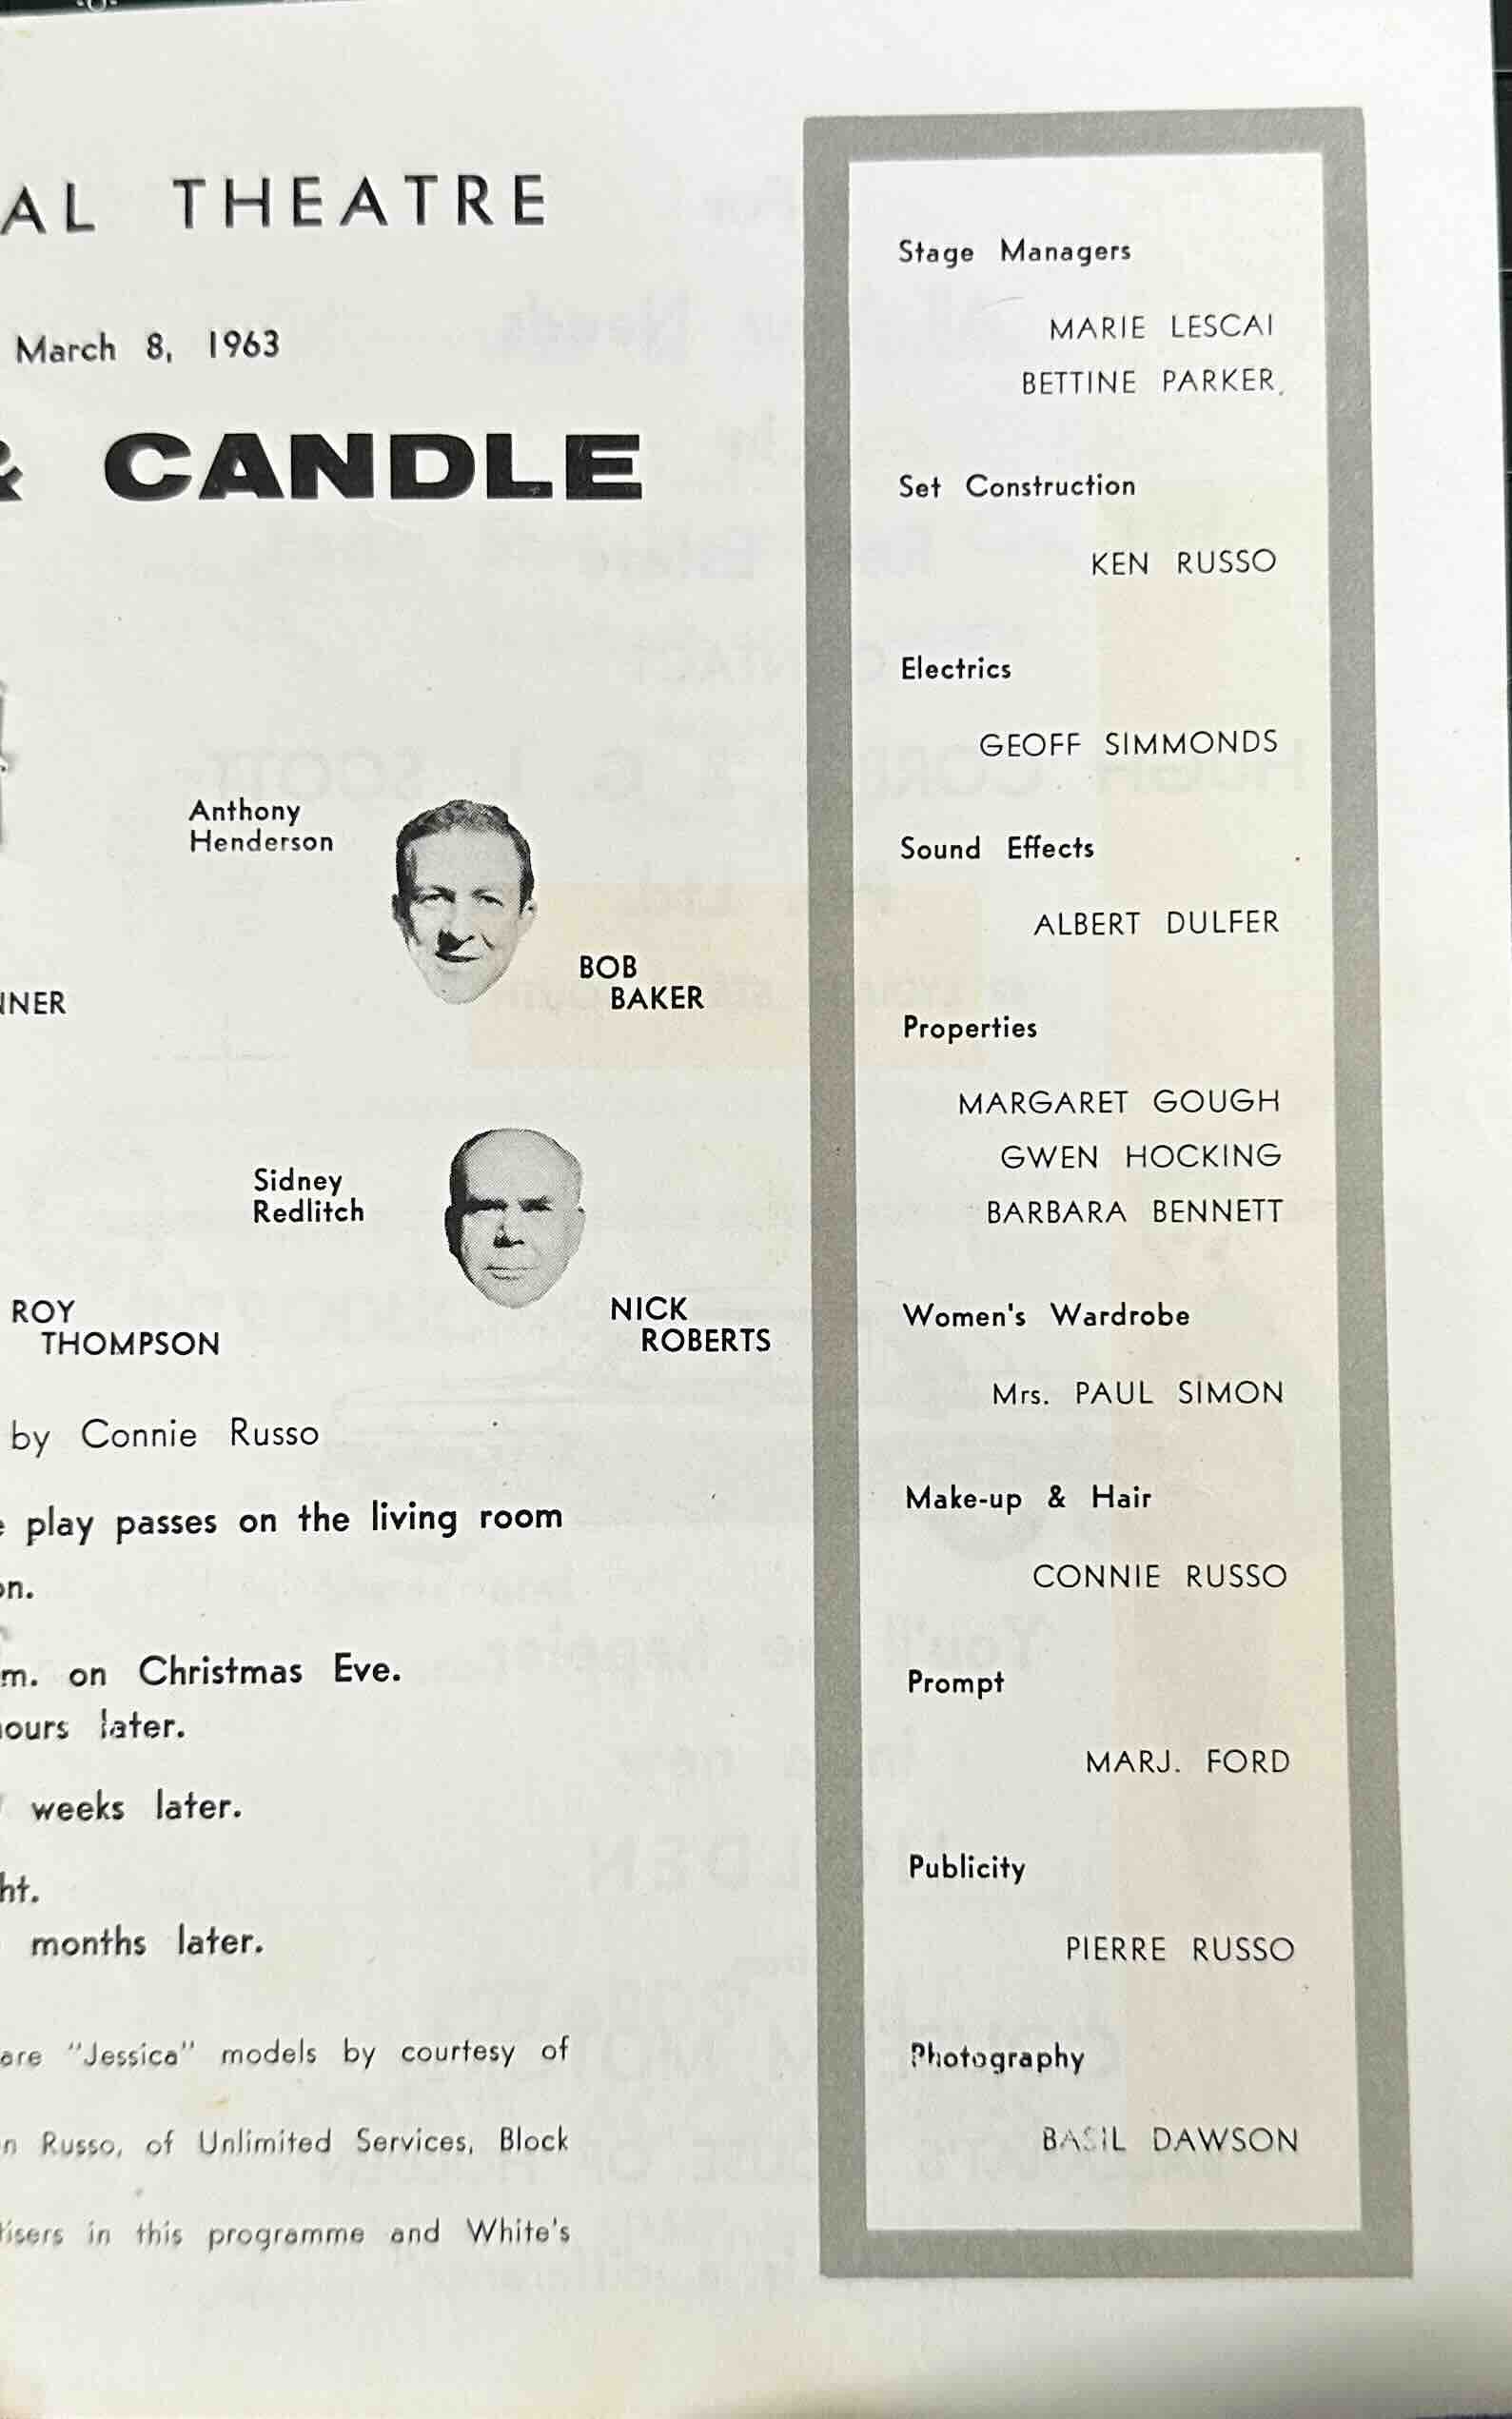 AL THEATRE
March 8, 1963
& CANDLE
Anthony
Henderson
BOB
BAKER
NNER
Sidney
Redlitch
NICK
ROBERTS
ROY
THOMPSON
by Connie Russo
play passes on the living room
on.
m. on Christmas Eve.
ours later.
weeks later.
ht.
months later.
are "Jessica" models by courtesy of
n Russo, of Unlimited Services, Block
tisers in this programme and White's
Stage Managers
MARIE LESCAI
BETTINE PARKER.
Set Construction
KEN RUSSO
Electrics
GEOFF SIMMONDS
Sound Effects
ALBERT DULFER
Properties
MARGARET GOUGH
GWEN HOCKING
BARBARA BENNETT
Women's Wardrobe
Mrs. PAUL SIMON
Make-up & Hair
CONNIE RUSSO
Prompt
MARJ. FORD
Publicity
PIERRE RUSSO
Photography
BASIL DAWSON